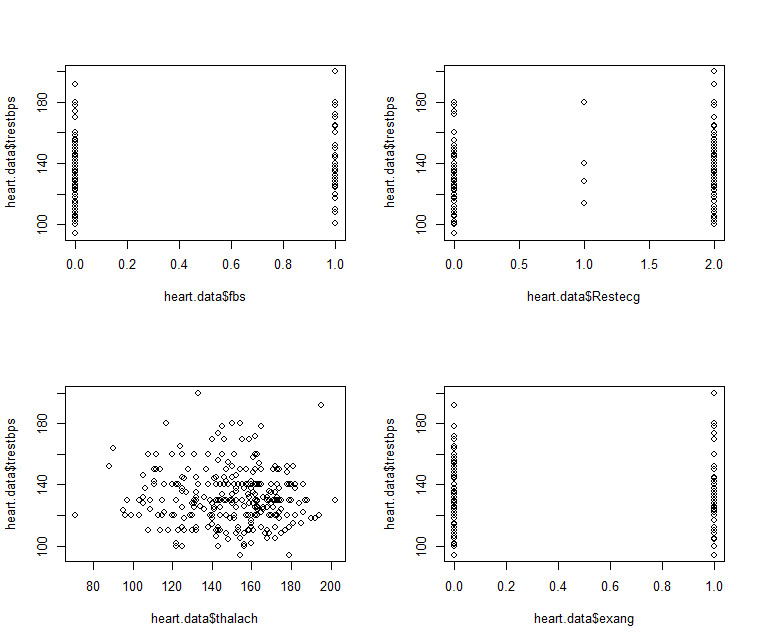 heart.data$trestbps
100 140 180
0.0 0.2 0.4 0.6 0.8 1.0
heart.data$fbs
heart.data$trestbps
100 140 180
0.0 0.5 1.0 1.5 2.0
heart.data$Restecg
heart.data$trestbps
100 140 180
80 100 120 140 160 180 200
heart.data$thalach
heart.data$trestbps
100 140 180
0.0 0.2 0.4 0.6 0.8 1.0
heart.data$exang